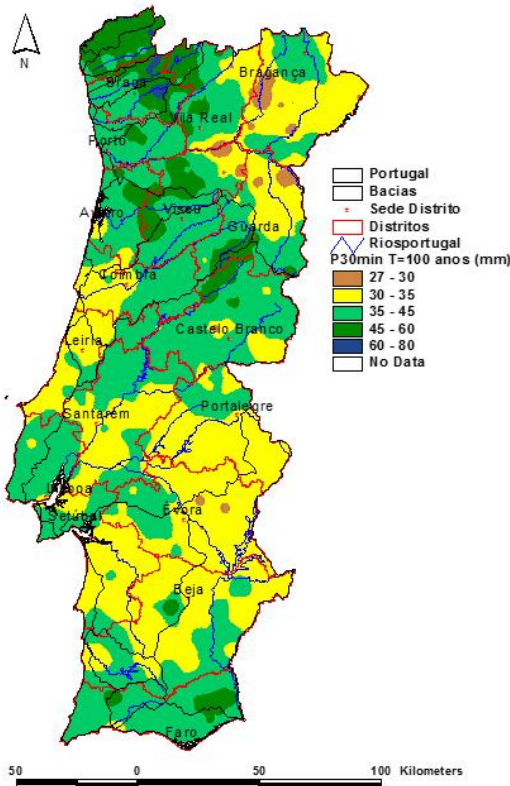 N
Bragança
Braga
Vila Real
Porto
Portugal
Bacias
Sede Distrito
Distritos
Riosportugal
P30min T=100 anos (mm)
27 - 30
30 - 35
35 - 45
45 - 60
60 - 80
No Data
Aveiro
Viseu
Guarda
Coimbra
Castelo Branco
Leiria
Portalegre
Santarém
Lisboa
Évora
Setúbal
Beja
Faro
50 0 50 100 Kilometers